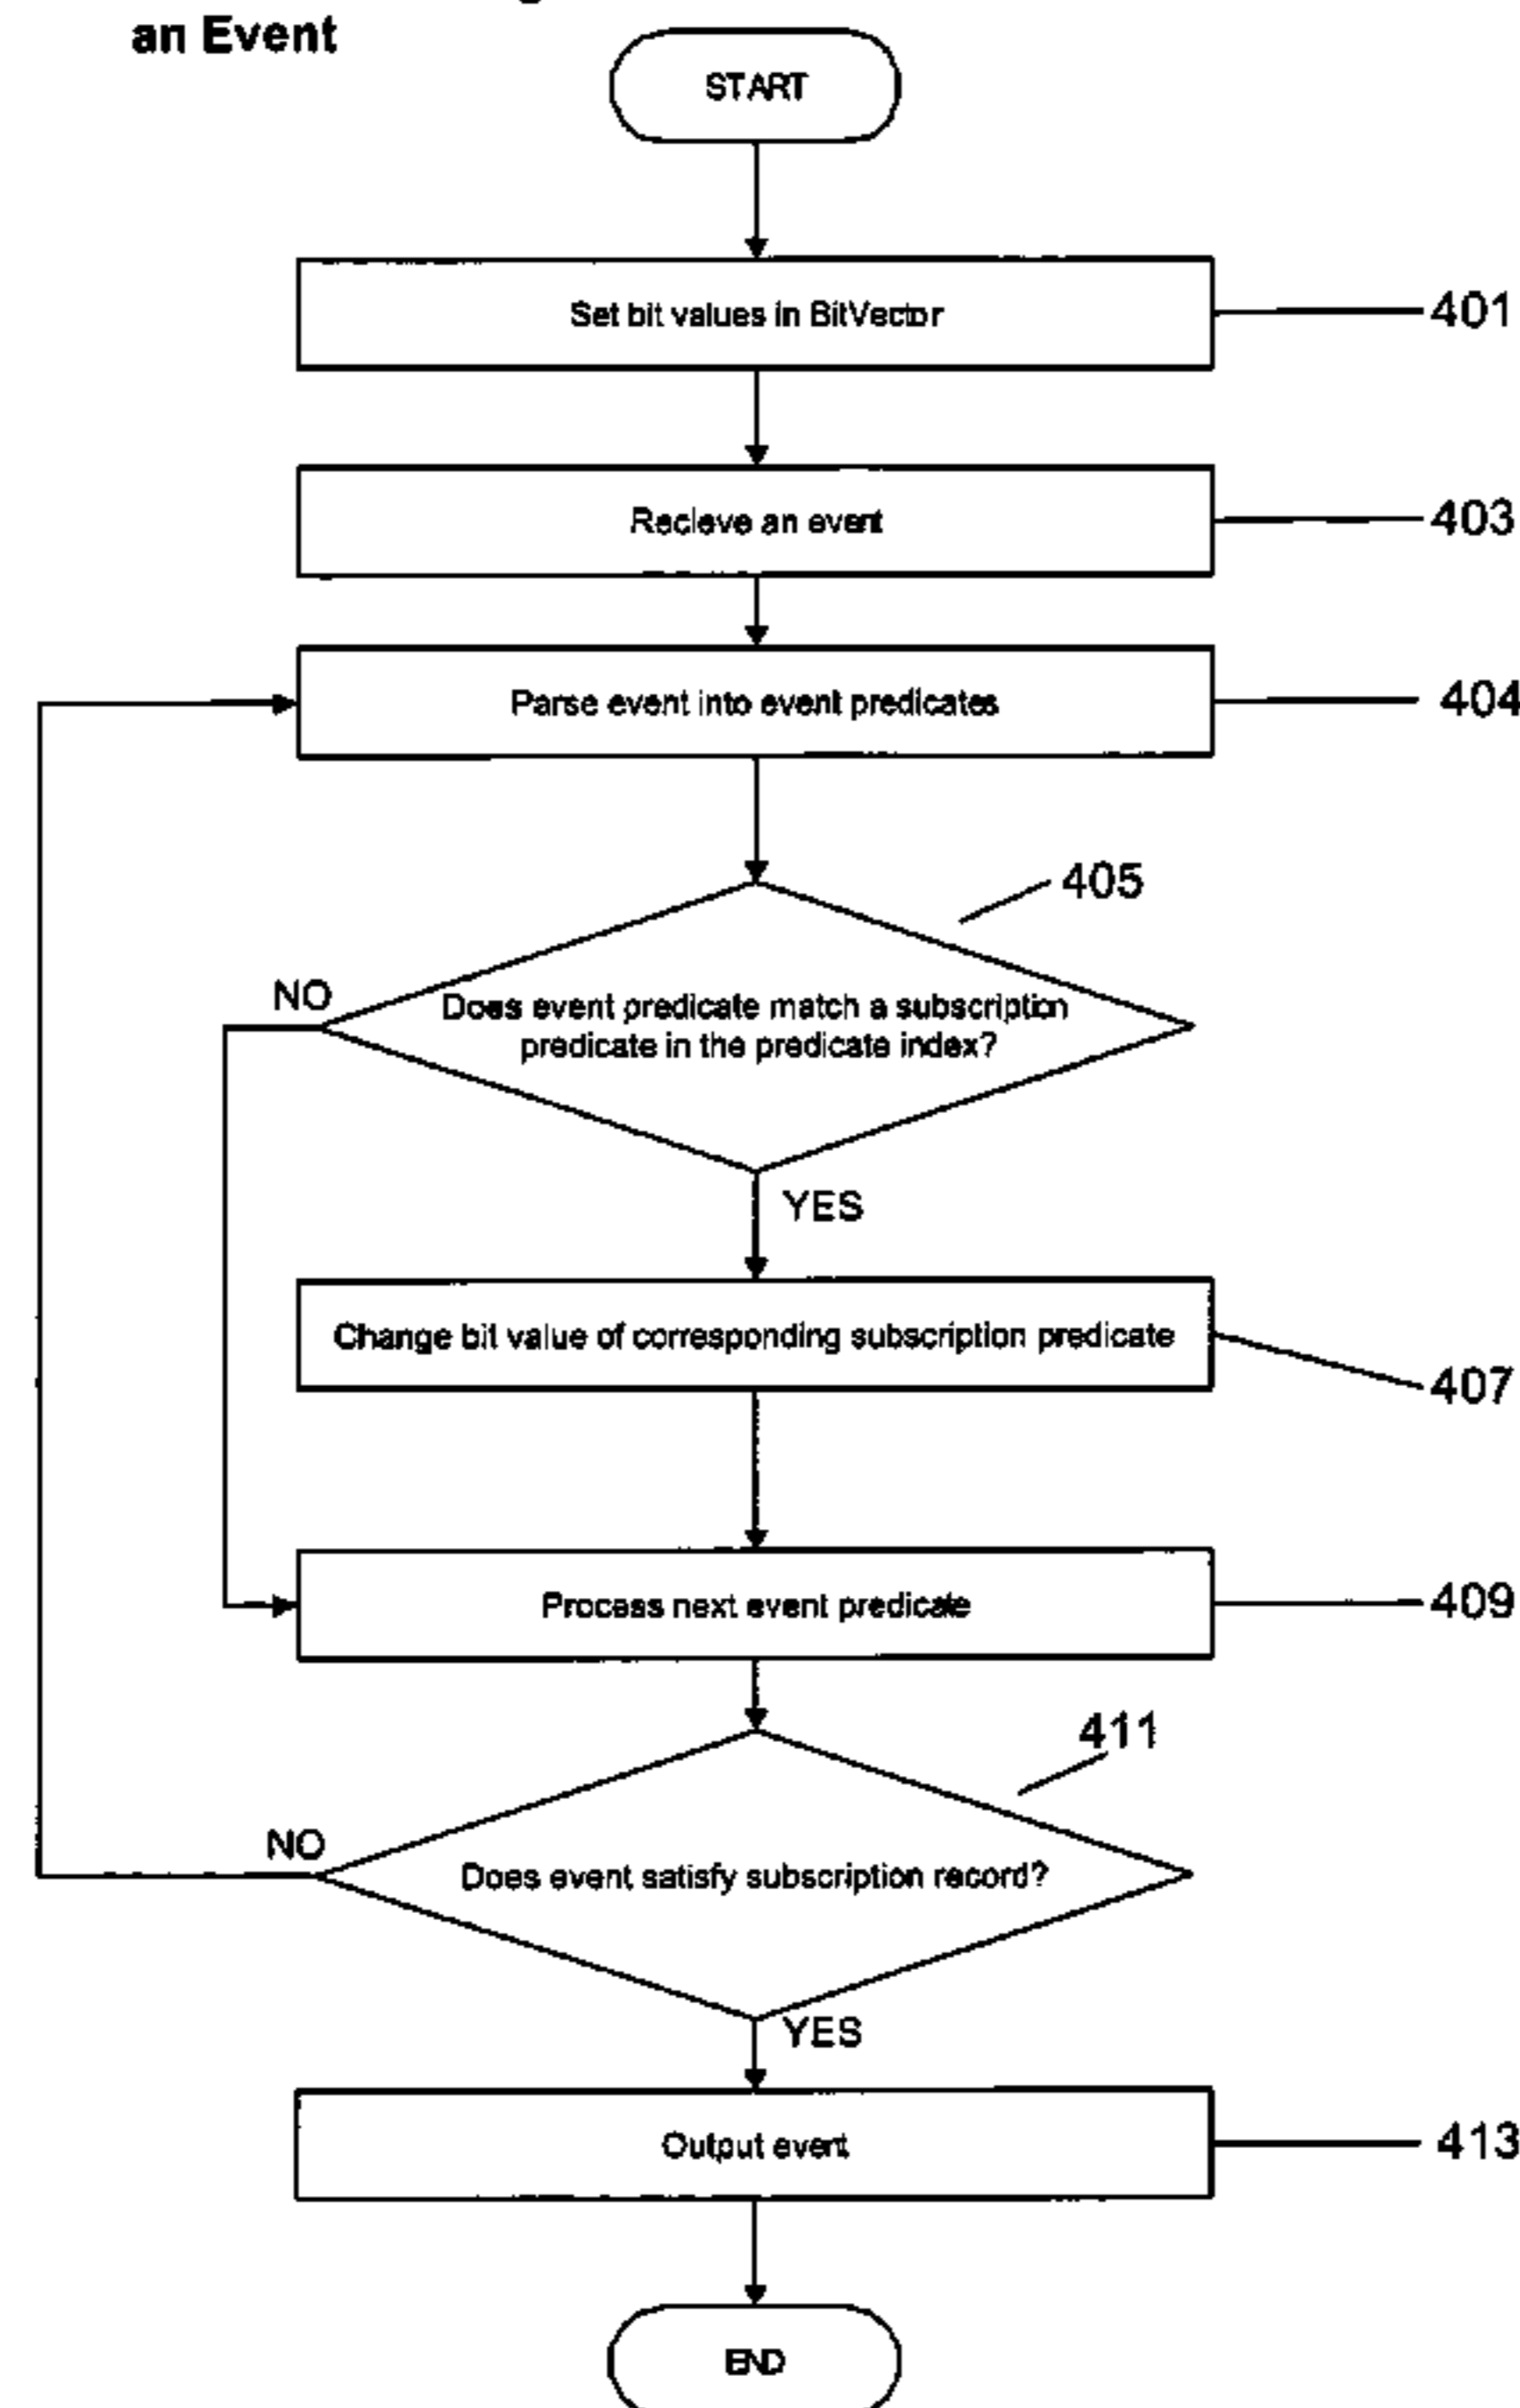 an Event
START
Set bit values in BitVector
401
Recieve an event
403
Parse event into event predicates
404
405
NO
Does event predicate match a subscription
predicate in the predicate index?
YES
Change bit value of corresponding subscription predicate
407
Process next event predicate
409
411
NO
Does event satisfy subscription record?
YES
Output event
413
END